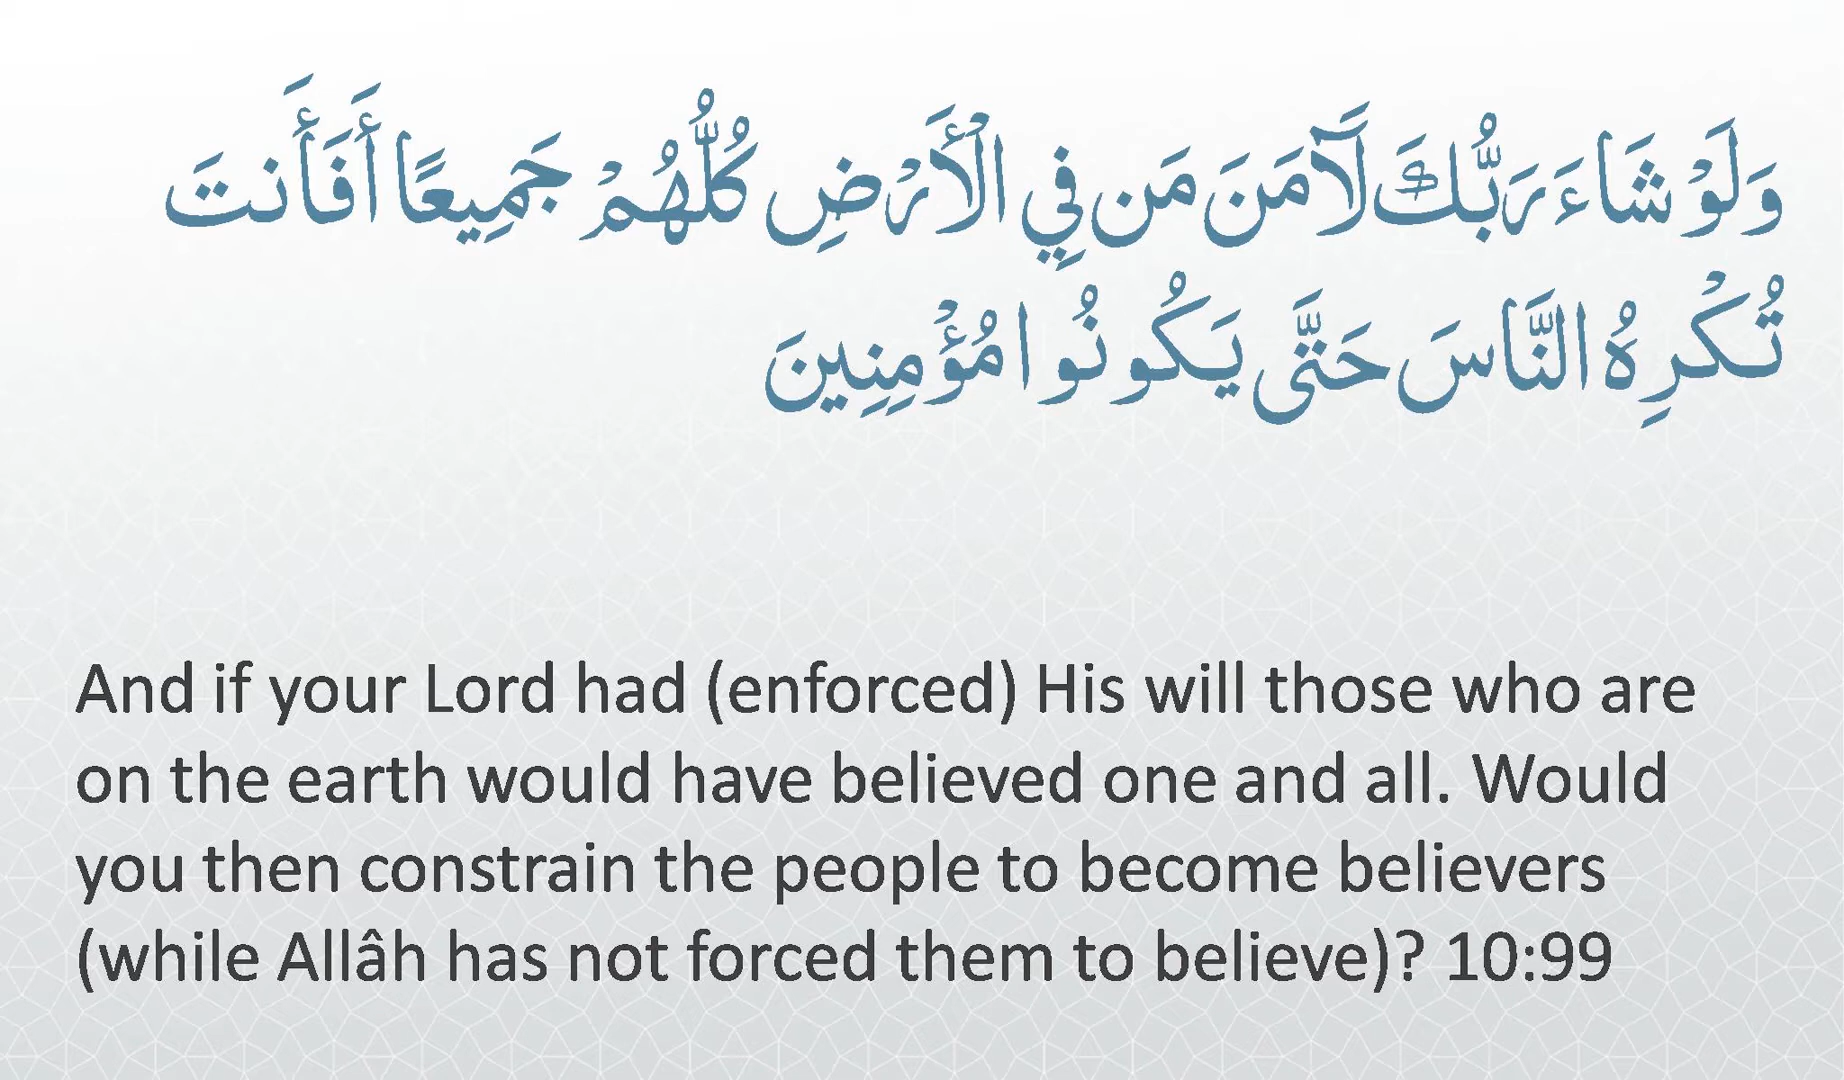 وَلَوْ شَاءَ رَبُّكَ لَآمَنَ مَن فِي الْأَرْضِ كُلُّهُمْ جَمِيعًا أَفَأَنتَ
تُكْرِهُ النَّاسَ حَتَّى يَكُونُوا مُؤْمِنِينَ
And if your Lord had (enforced) His will those who are
on the earth would have believed one and all. Would
you then constrain the people to become believers
(while Allâh has not forced them to believe)? 10:99